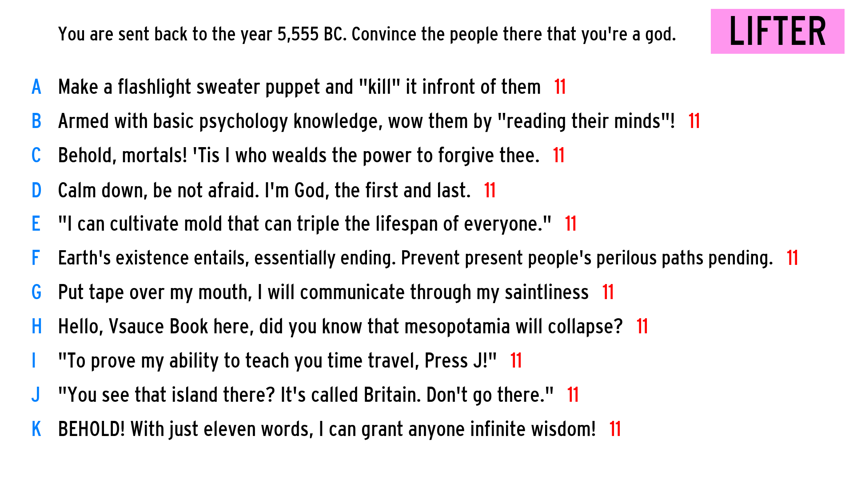 You are sent back to the year 5,555 BC. Convince the people there that you're a god.
LIFTER
A Make a flashlight sweater puppet and "kill" it infront of them 11
B Armed with basic psychology knowledge, wow them by "reading their minds"! 11
C Behold, mortals! 'Tis I who wealds the power to forgive thee. 11
D Calm down, be not afraid. I'm God, the first and last. 11
E "I can cultivate mold that can triple the lifespan of everyone." 11
F Earth's existence entails, essentially ending. Prevent present people's perilous paths pending. 11
G Put tape over my mouth, I will communicate through my saintliness 11
H Hello, Vsauce Book here, did you know that mesopotamia will collapse? 11
I "To prove my ability to teach you time travel, Press J!" 11
J "You see that island there? It's called Britain. Don't go there." 11
K BEHOLD! With just eleven words, I can grant anyone infinite wisdom! 11